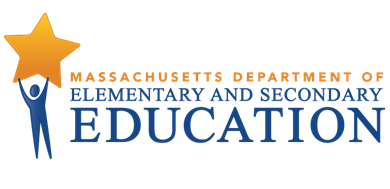 MASSACHUSETTS DEPARTMENT OF
ELEMENTARY AND SECONDARY
EDUCATION